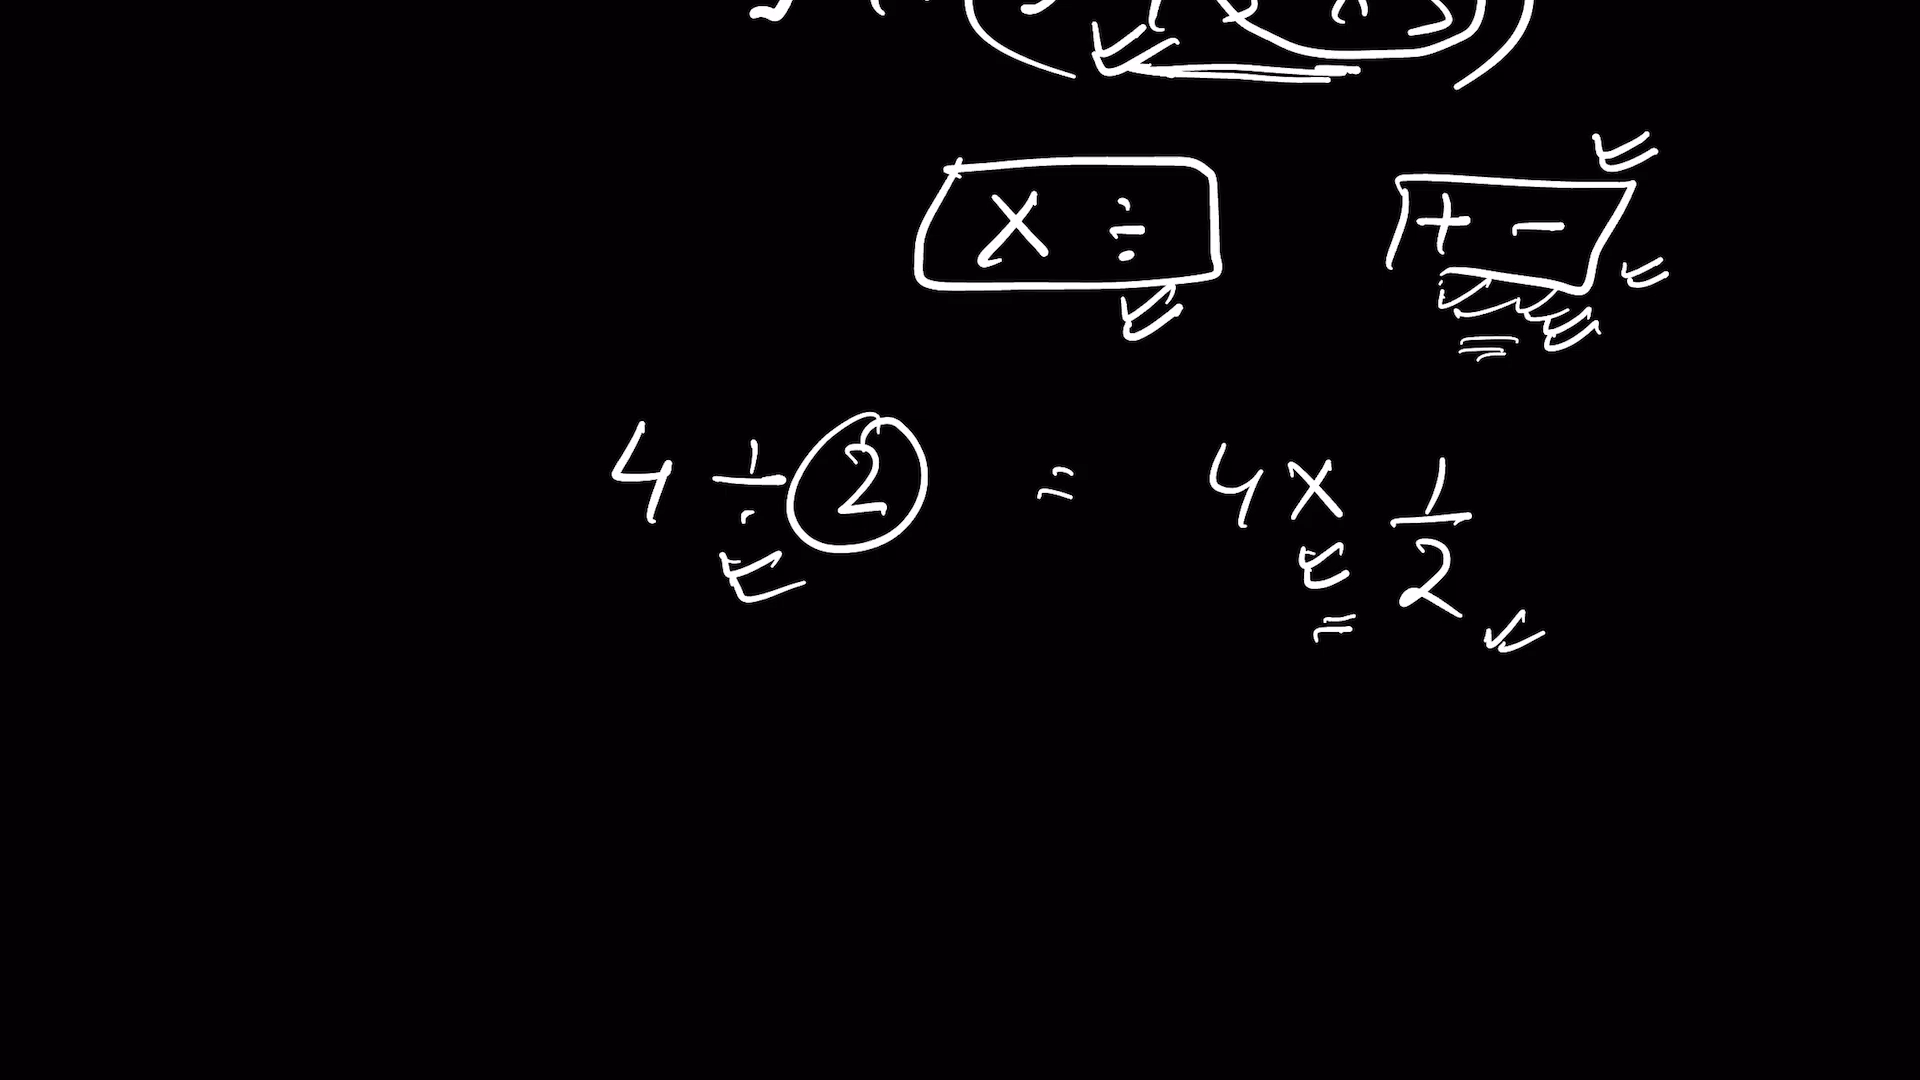 × ÷ + −
4 ÷ 2 = 4 × 1/2